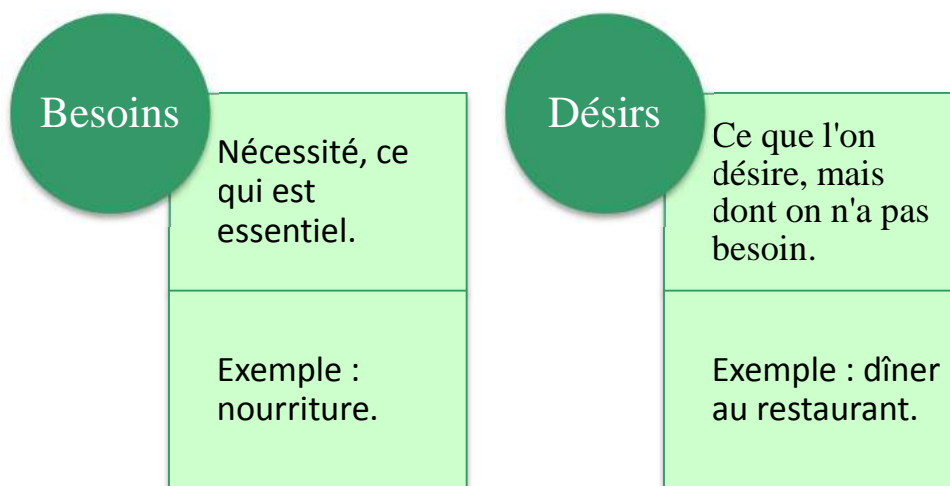 Besoins
Nécessité, ce
qui est
essentiel.
Exemple :
nourriture.
Désirs
Ce que l'on
désire, mais
dont on n'a pas
besoin.
Exemple : dîner
au restaurant.